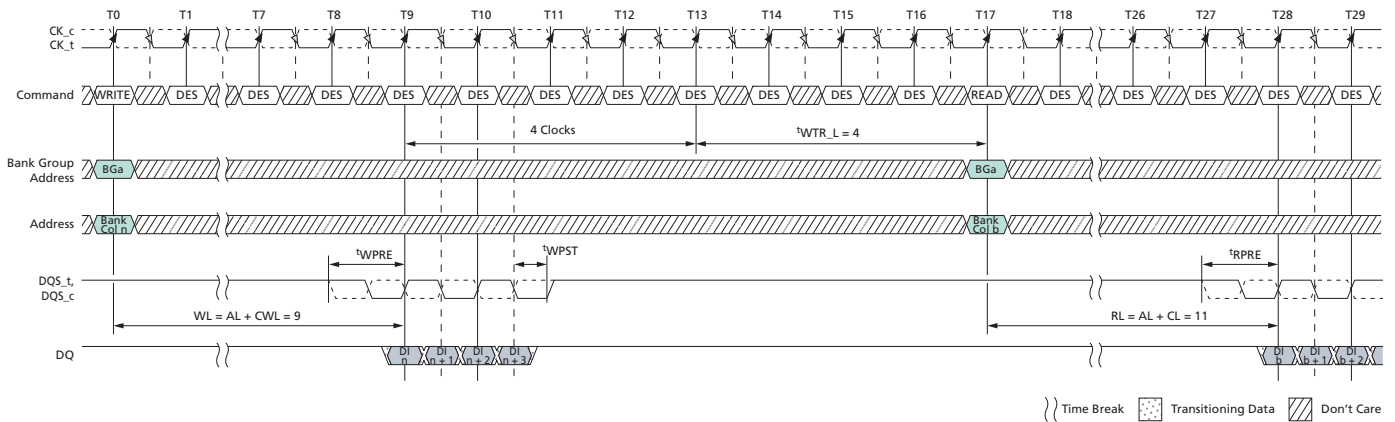 T0 T1 T7 T8 T9 T10 T11 T12 T13 T14 T15 T16 T17 T18 T26 T27 T28 T29
CK_c
CK_t
Command WRITE DES DES DES DES DES DES DES DES DES DES DES READ DES DES DES DES DES
4 Clocks tWTR_L = 4
Bank Group
Address BGa BGa
Address Bank
Col n Bank
Col b
tWPRE tWPST tRPRE
DQS_t,
DQS_c
WL = AL + CWL = 9 RL = AL + CL = 11
DQ DI
n DI
n + 1 DI
n + 2 DI
n + 3 DI
b DI
b + 1 DI
b + 2
Time Break Transitioning Data Don't Care